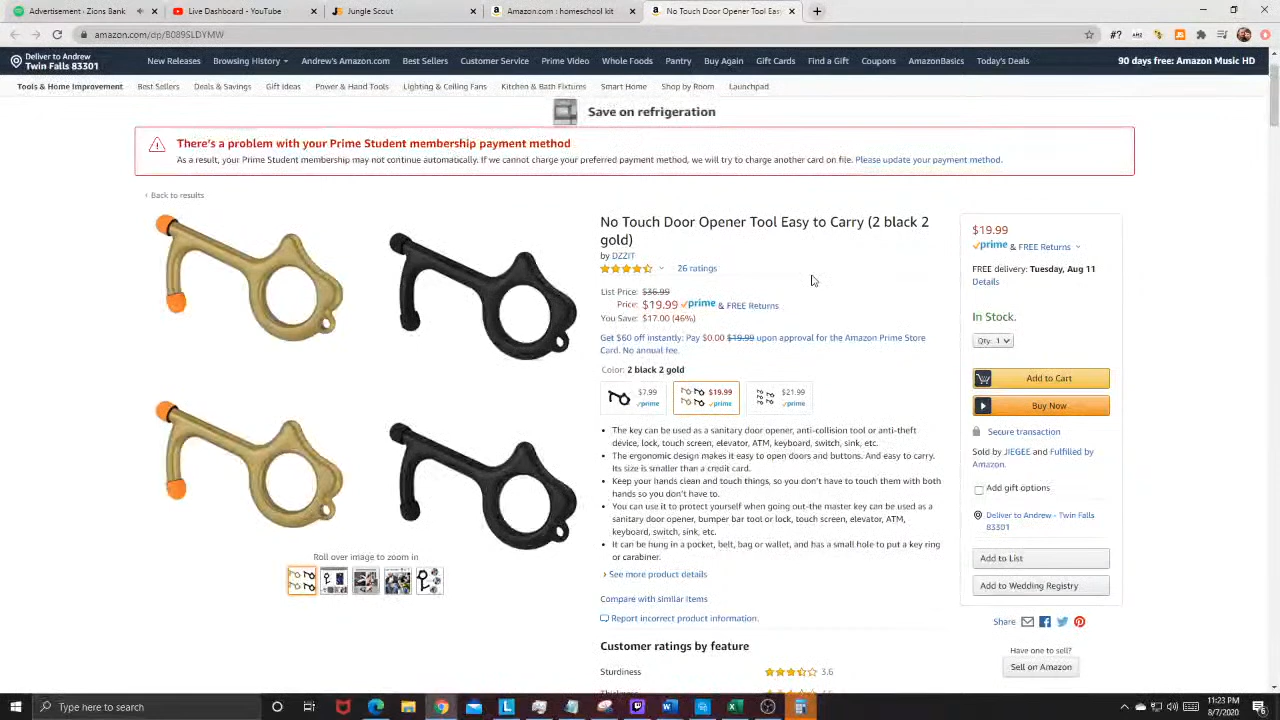 Advertisement - Zions Bank
Live Dashboard - YouTube
Jungle Scout
Amazon.com : homeschool kit
No Touch Door Opener Tool Easy t
amazon.com/dp/B089SLDYMW
Deliver to Andrew
Twin Falls 83301
New Releases Browsing History Andrew's Amazon.com Best Sellers Customer Service Prime Video Whole Foods Pantry Buy Again Gift Cards Find a Gift Coupons AmazonBasics Today's Deals
90 days free: Amazon Music HD
Tools & Home Improvement Best Sellers Deals & Savings Gift Ideas Power & Hand Tools Lighting & Ceiling Fans Kitchen & Bath Fixtures Smart Home Shop by Room Launchpad
Save on refrigeration
There's a problem with your Prime Student membership payment method
As a result, your Prime Student membership may not continue automatically. If we cannot charge your preferred payment method, we will try to charge another card on file. Please update your payment method.
‹ Back to results
Roll over image to zoom in
No Touch Door Opener Tool Easy to Carry (2 black 2
gold)
by DZZIT
26 ratings
List Price: $36.99
Price: $19.99 prime & FREE Returns
You Save: $17.00 (46%)
Get $60 off instantly: Pay $0.00 $19.99 upon approval for the Amazon Prime Store
Card. No annual fee.
Color: 2 black 2 gold
$7.99 $19.99 $21.99
prime prime prime
• The key can be used as a sanitary door opener, anti-collision tool or anti-theft
device, lock, touch screen, elevator, ATM, keyboard, switch, sink, etc.
• The ergonomic design makes it easy to open doors and buttons. And easy to carry.
Its size is smaller than a credit card.
• Keep your hands clean and touch things, so you don't have to touch them with both
hands so you don't have to.
• You can use it to protect yourself when going out-the master key can be used as a
sanitary door opener, bumper bar tool or lock, touch screen, elevator, ATM,
keyboard, switch, sink, etc.
• It can be hung in a pocket, belt, bag or wallet, and has a small hole to put a key ring
or carabiner.
› See more product details
Compare with similar items
Report incorrect product information.
Customer ratings by feature
Sturdiness 3.6
$19.99
prime & FREE Returns
FREE delivery: Tuesday, Aug 11
Details
In Stock.
Qty: 1
Add to Cart
Buy Now
Secure transaction
Sold by JIEGEE and Fulfilled by
Amazon.
Add gift options
Deliver to Andrew - Twin Falls
83301
Add to List
Add to Wedding Registry
Share
Have one to sell?
Sell on Amazon
Type here to search
11:23 PM
8/7/2020